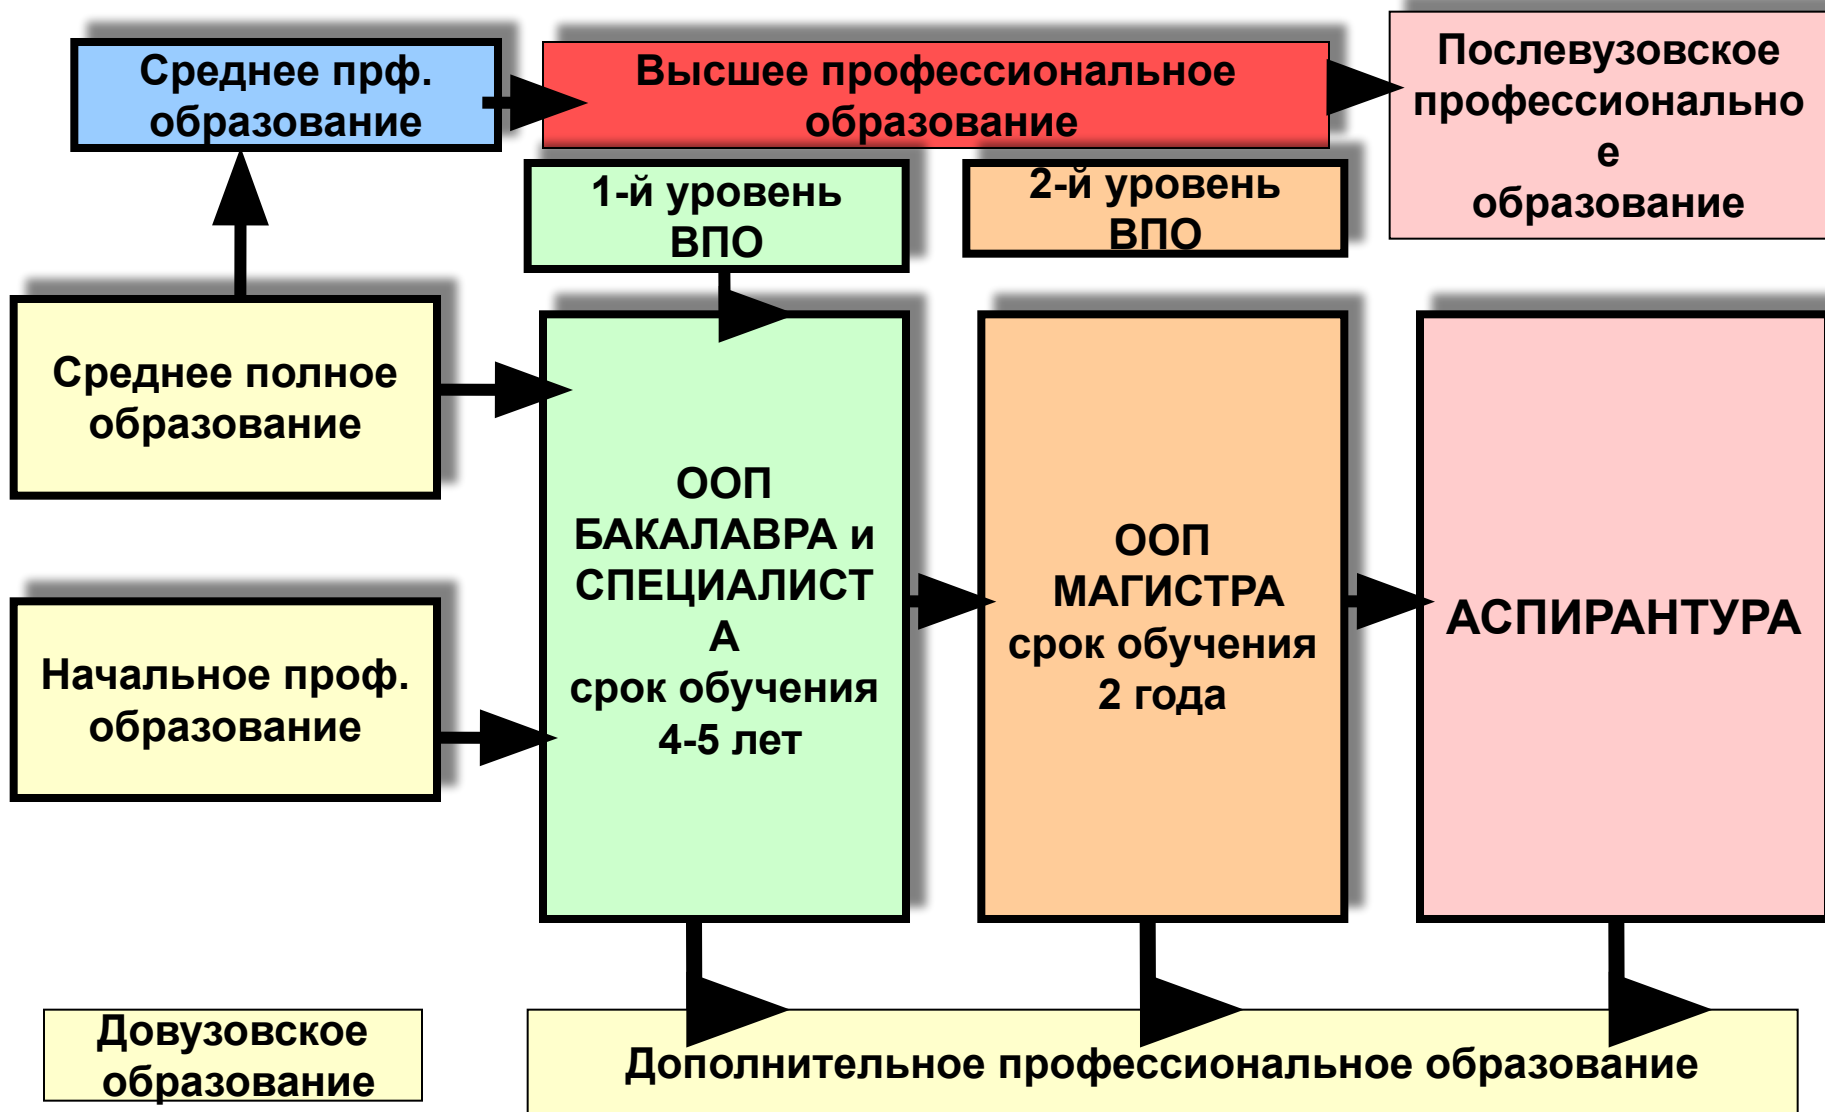 Среднее прф.
образование
Высшее профессиональное
образование
Послевузовское
профессионально
е
образование
1-й уровень
ВПО
2-й уровень
ВПО
Среднее полное
образование
ООП
БАКАЛАВРА и
СПЕЦИАЛИСТ
А
срок обучения
4-5 лет
ООП
МАГИСТРА
срок обучения
2 года
АСПИРАНТУРА
Начальное проф.
образование
Довузовское
образование
Дополнительное профессиональное образование